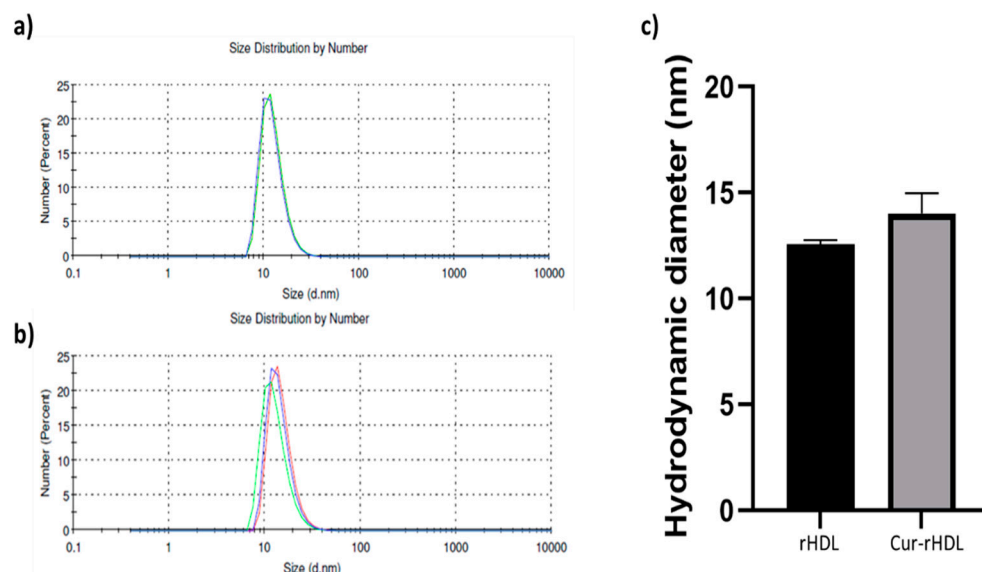 a)
Size Distribution by Number
Number (Percent)
25
20
15
10
5
0
0.1 1 10 100 1000 10000
Size (d.nm)
b)
Size Distribution by Number
Number (Percent)
25
20
15
10
5
0
0.1 1 10 100 1000 10000
Size (d.nm)
c)
Hydrodynamic diameter (nm)
20
15
10
5
0
rHDL Cur-rHDL